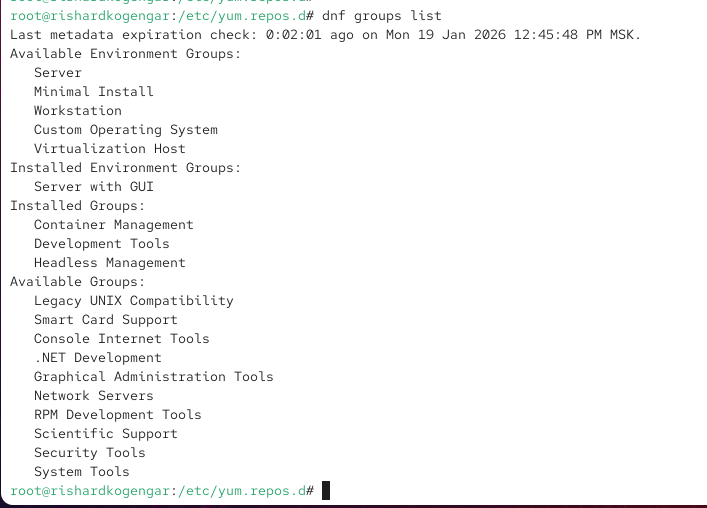 root@rishardkogengar:/etc/yum.repos.d# dnf groups list
Last metadata expiration check: 0:02:01 ago on Mon 19 Jan 2026 12:45:48 PM MSK.
Available Environment Groups:
   Server
   Minimal Install
   Workstation
   Custom Operating System
   Virtualization Host
Installed Environment Groups:
   Server with GUI
Installed Groups:
   Container Management
   Development Tools
   Headless Management
Available Groups:
   Legacy UNIX Compatibility
   Smart Card Support
   Console Internet Tools
   .NET Development
   Graphical Administration Tools
   Network Servers
   RPM Development Tools
   Scientific Support
   Security Tools
   System Tools
root@rishardkogengar:/etc/yum.repos.d#